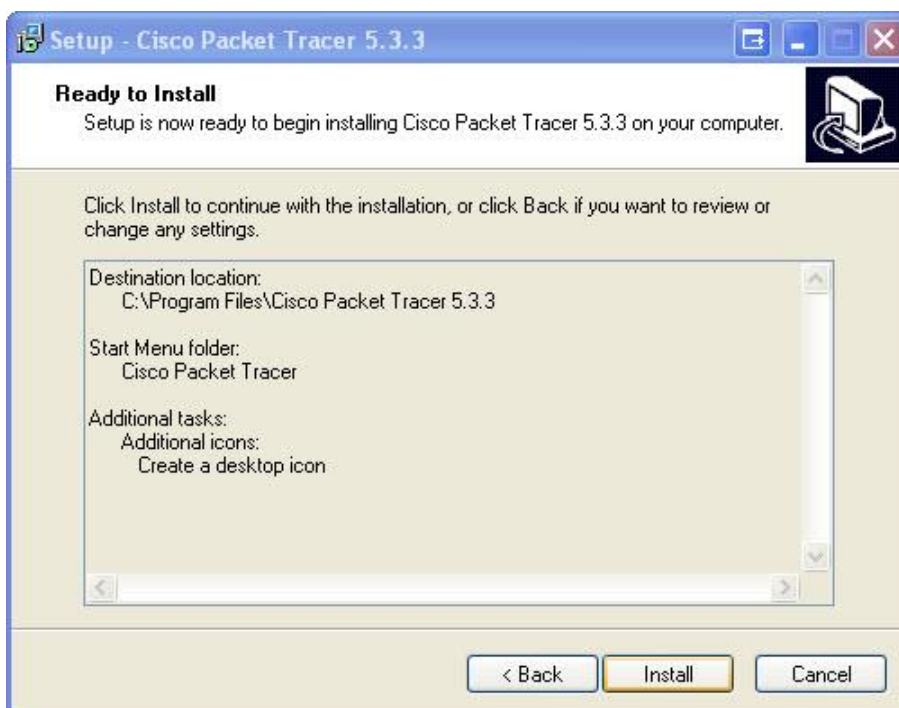 Setup - Cisco Packet Tracer 5.3.3
Ready to Install
Setup is now ready to begin installing Cisco Packet Tracer 5.3.3 on your computer.
Click Install to continue with the installation, or click Back if you want to review or
change any settings.
Destination location:
C:\Program Files\Cisco Packet Tracer 5.3.3
Start Menu folder:
Cisco Packet Tracer
Additional tasks:
Additional icons:
Create a desktop icon
< Back
Install
Cancel